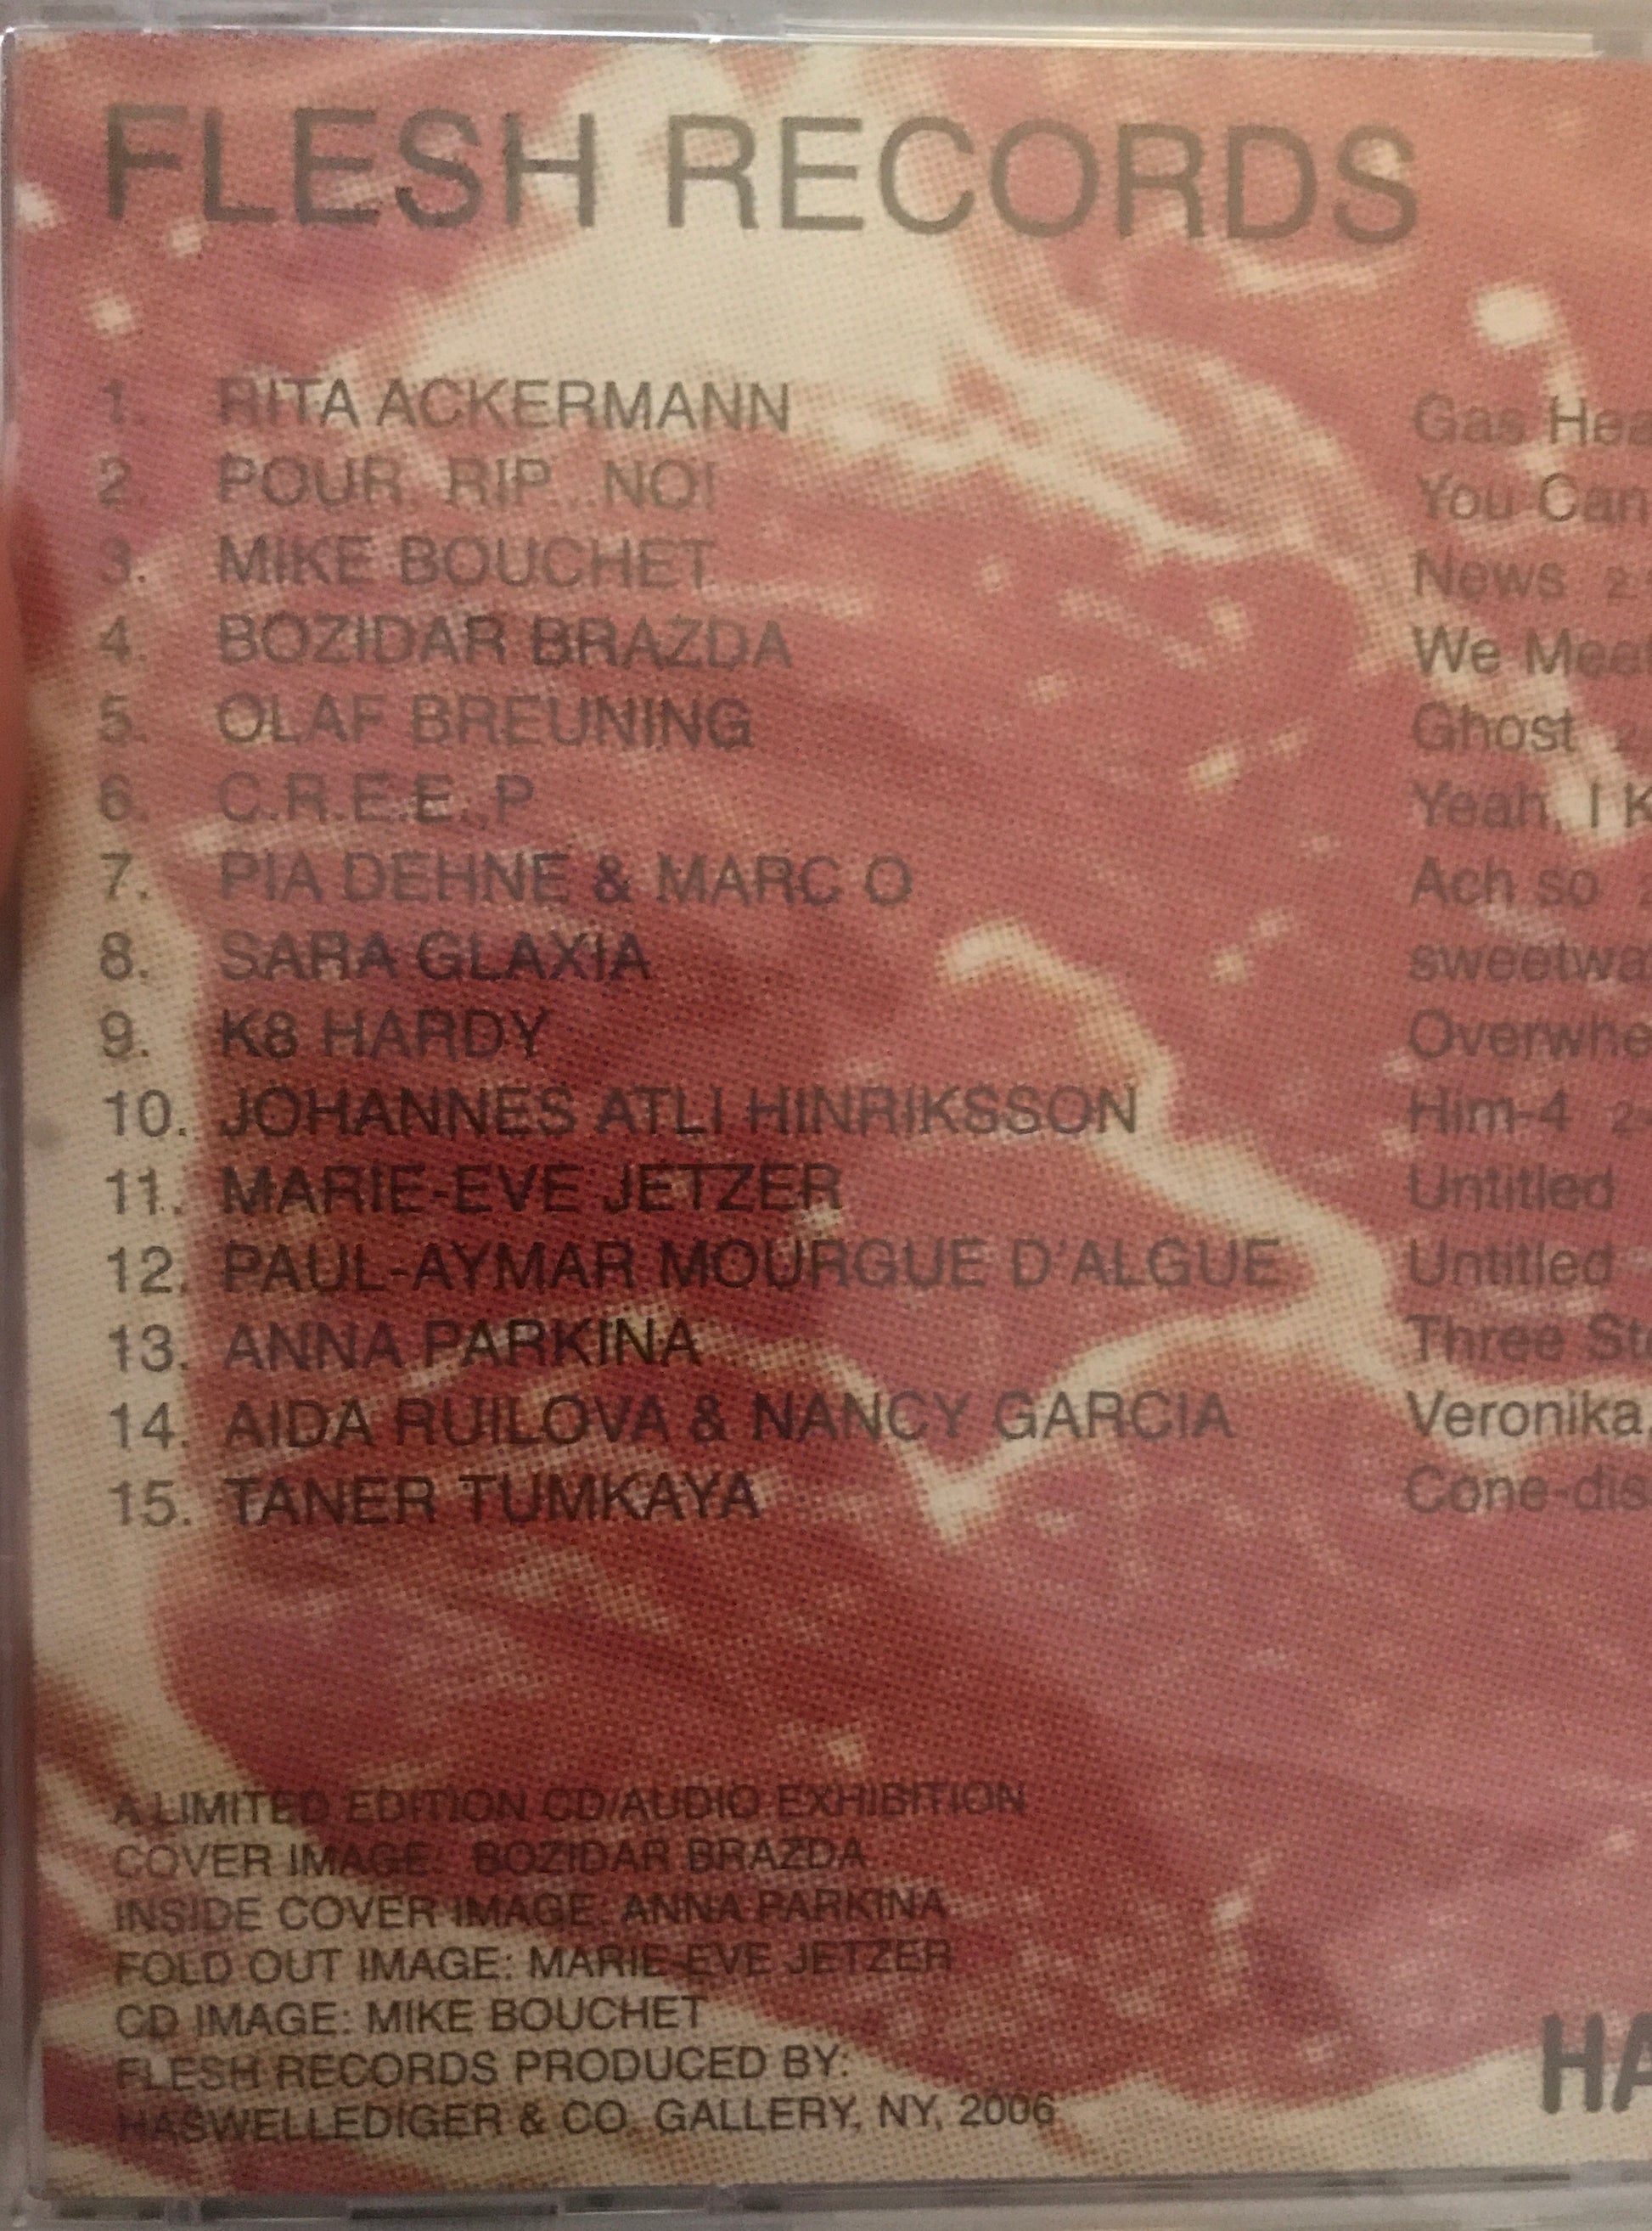 FLESH RECORDS
1. RITA ACKERMANN Gas Hea
2. POUR. RIP...NO! You Can
3. MIKE BOUCHET News 2
4. BOZIDAR BRAZDA We Mee
5. OLAF BREUNING Ghost 2
6. C.R.E.E.,P Yeah, I K
7. PIA DEHNE & MARC O Ach so
8. SARA GLAXIA sweetwa
9. K8 HARDY Overwhe
10. JOHANNES ATLI HINRIKSSON Him-4 2
11. MARIE-EVE JETZER Untitled
12. PAUL-AYMAR MOURGUE D'ALGUE Untitled
13. ANNA PARKINA Three St
14. AIDA RUILOVA & NANCY GARCIA Veronika,
15. TANER TUMKAYA Cone-dis
A LIMITED EDITION CD/AUDIO EXHIBITION
COVER IMAGE: BOZIDAR BRAZDA
INSIDE COVER IMAGE: ANNA PARKINA
FOLD OUT IMAGE: MARIE-EVE JETZER
CD IMAGE: MIKE BOUCHET
FLESH RECORDS PRODUCED BY:
HASWELLEDIGER & CO. GALLERY, NY, 2006
HA